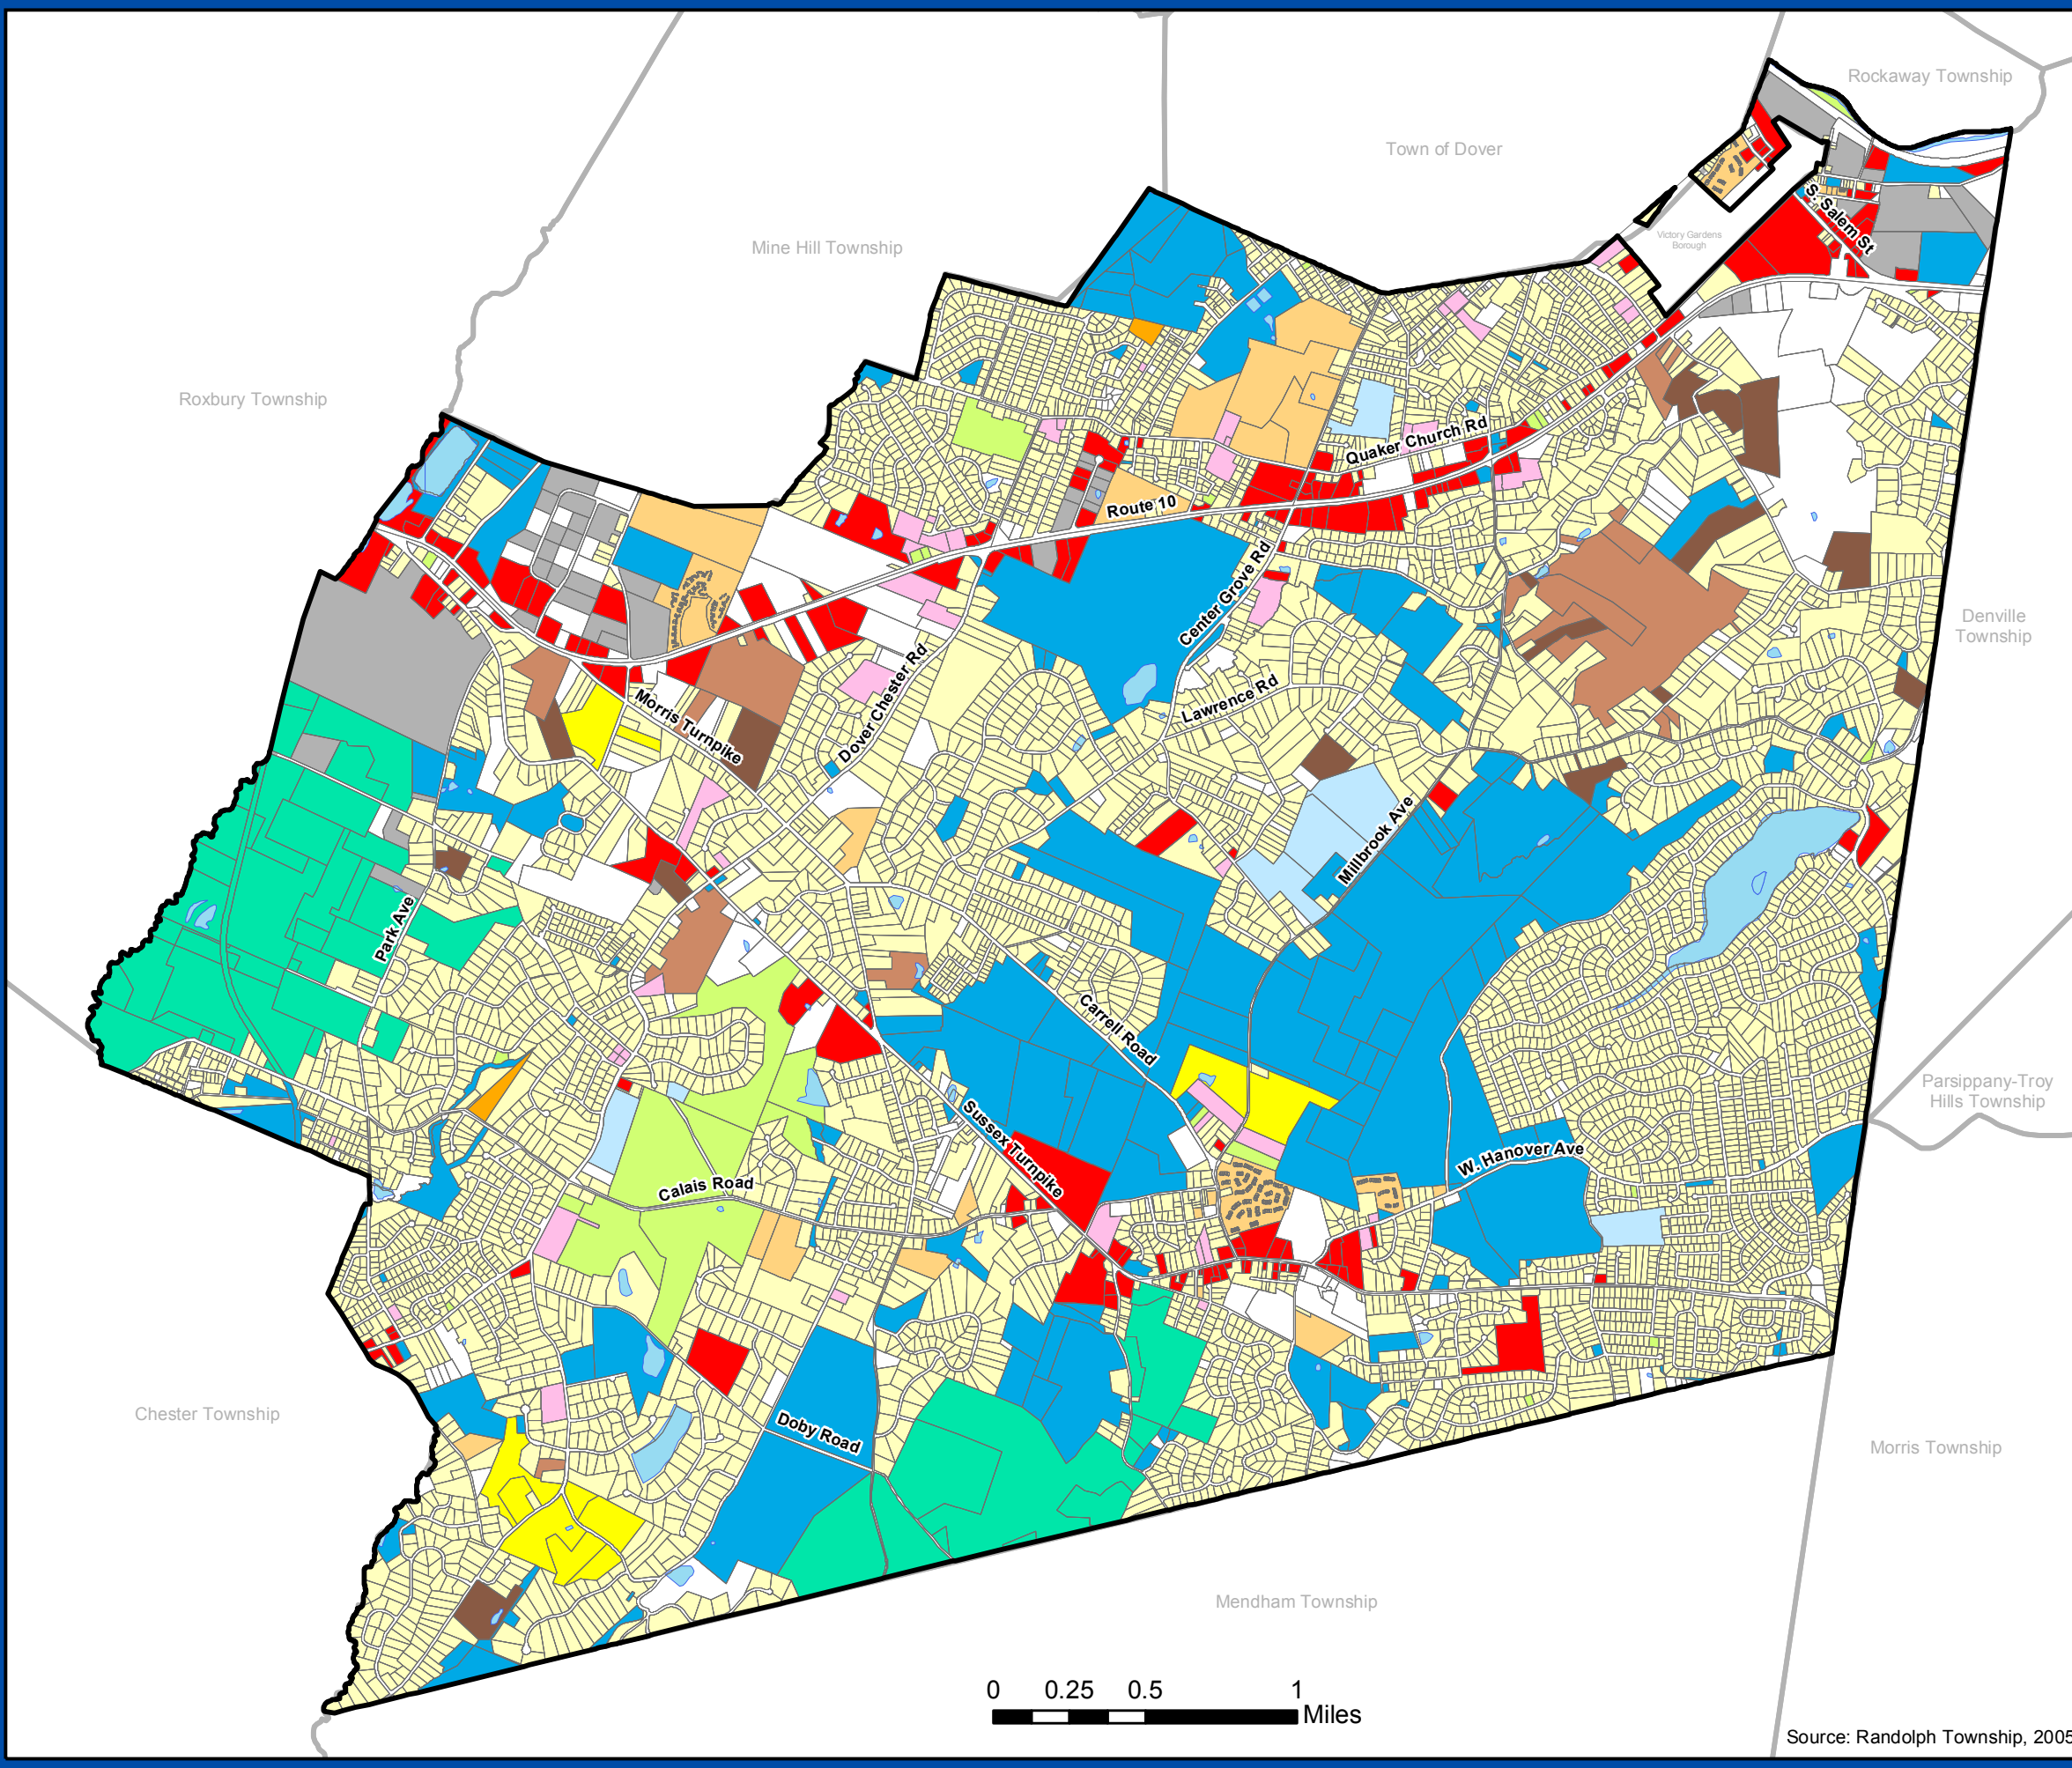 Rockaway Township
Town of Dover
Mine Hill Township
S. Salem St
Victory Gardens
Borough
Roxbury Township
Quaker Church Rd
Route 10
Center Grove Rd
Denville
Township
Dover Chester Rd
Lawrence Rd
Morris Turnpike
Millbrook Ave
Park Ave
Carrell Road
Parsippany-Troy
Hills Township
Sussex Turnpike
W. Hanover Ave
Calais Road
Chester Township
Doby Road
Morris Township
Mendham Township
0 0.25 0.5 1
Miles
Source: Randolph Township, 2005